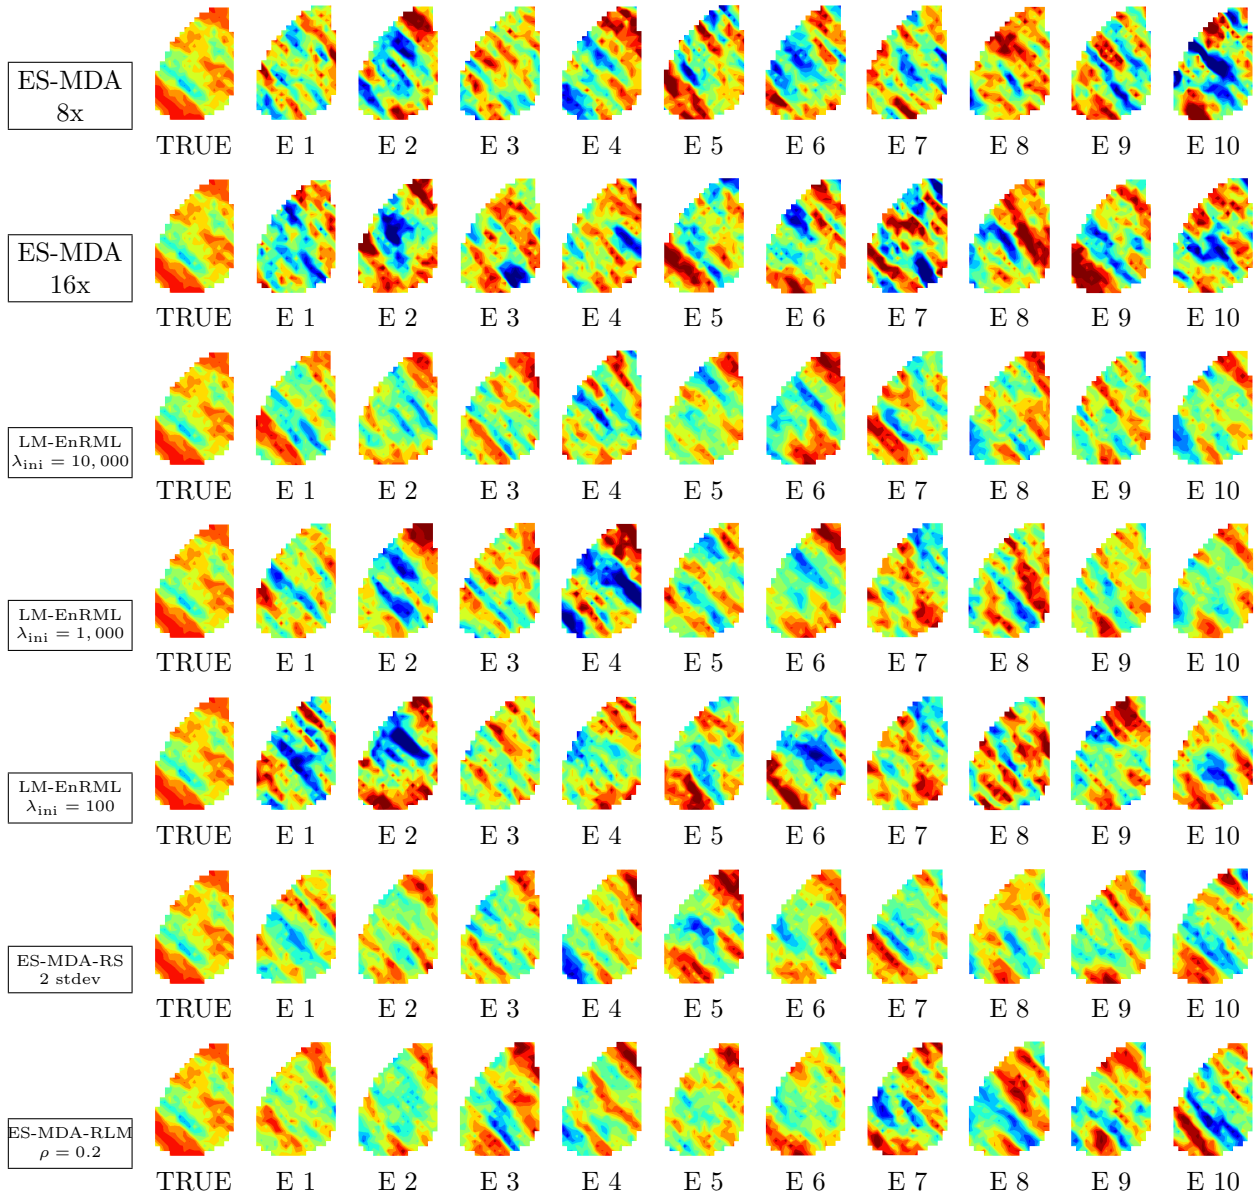 ES-MDA
8x
TRUE E 1 E 2 E 3 E 4 E 5 E 6 E 7 E 8 E 9 E 10
ES-MDA
16x
TRUE E 1 E 2 E 3 E 4 E 5 E 6 E 7 E 8 E 9 E 10
LM-EnRML
λini = 10, 000
TRUE E 1 E 2 E 3 E 4 E 5 E 6 E 7 E 8 E 9 E 10
LM-EnRML
λini = 1, 000
TRUE E 1 E 2 E 3 E 4 E 5 E 6 E 7 E 8 E 9 E 10
LM-EnRML
λini = 100
TRUE E 1 E 2 E 3 E 4 E 5 E 6 E 7 E 8 E 9 E 10
ES-MDA-RS
2 stdev
TRUE E 1 E 2 E 3 E 4 E 5 E 6 E 7 E 8 E 9 E 10
ES-MDA-RLM
ρ = 0.2
TRUE E 1 E 2 E 3 E 4 E 5 E 6 E 7 E 8 E 9 E 10